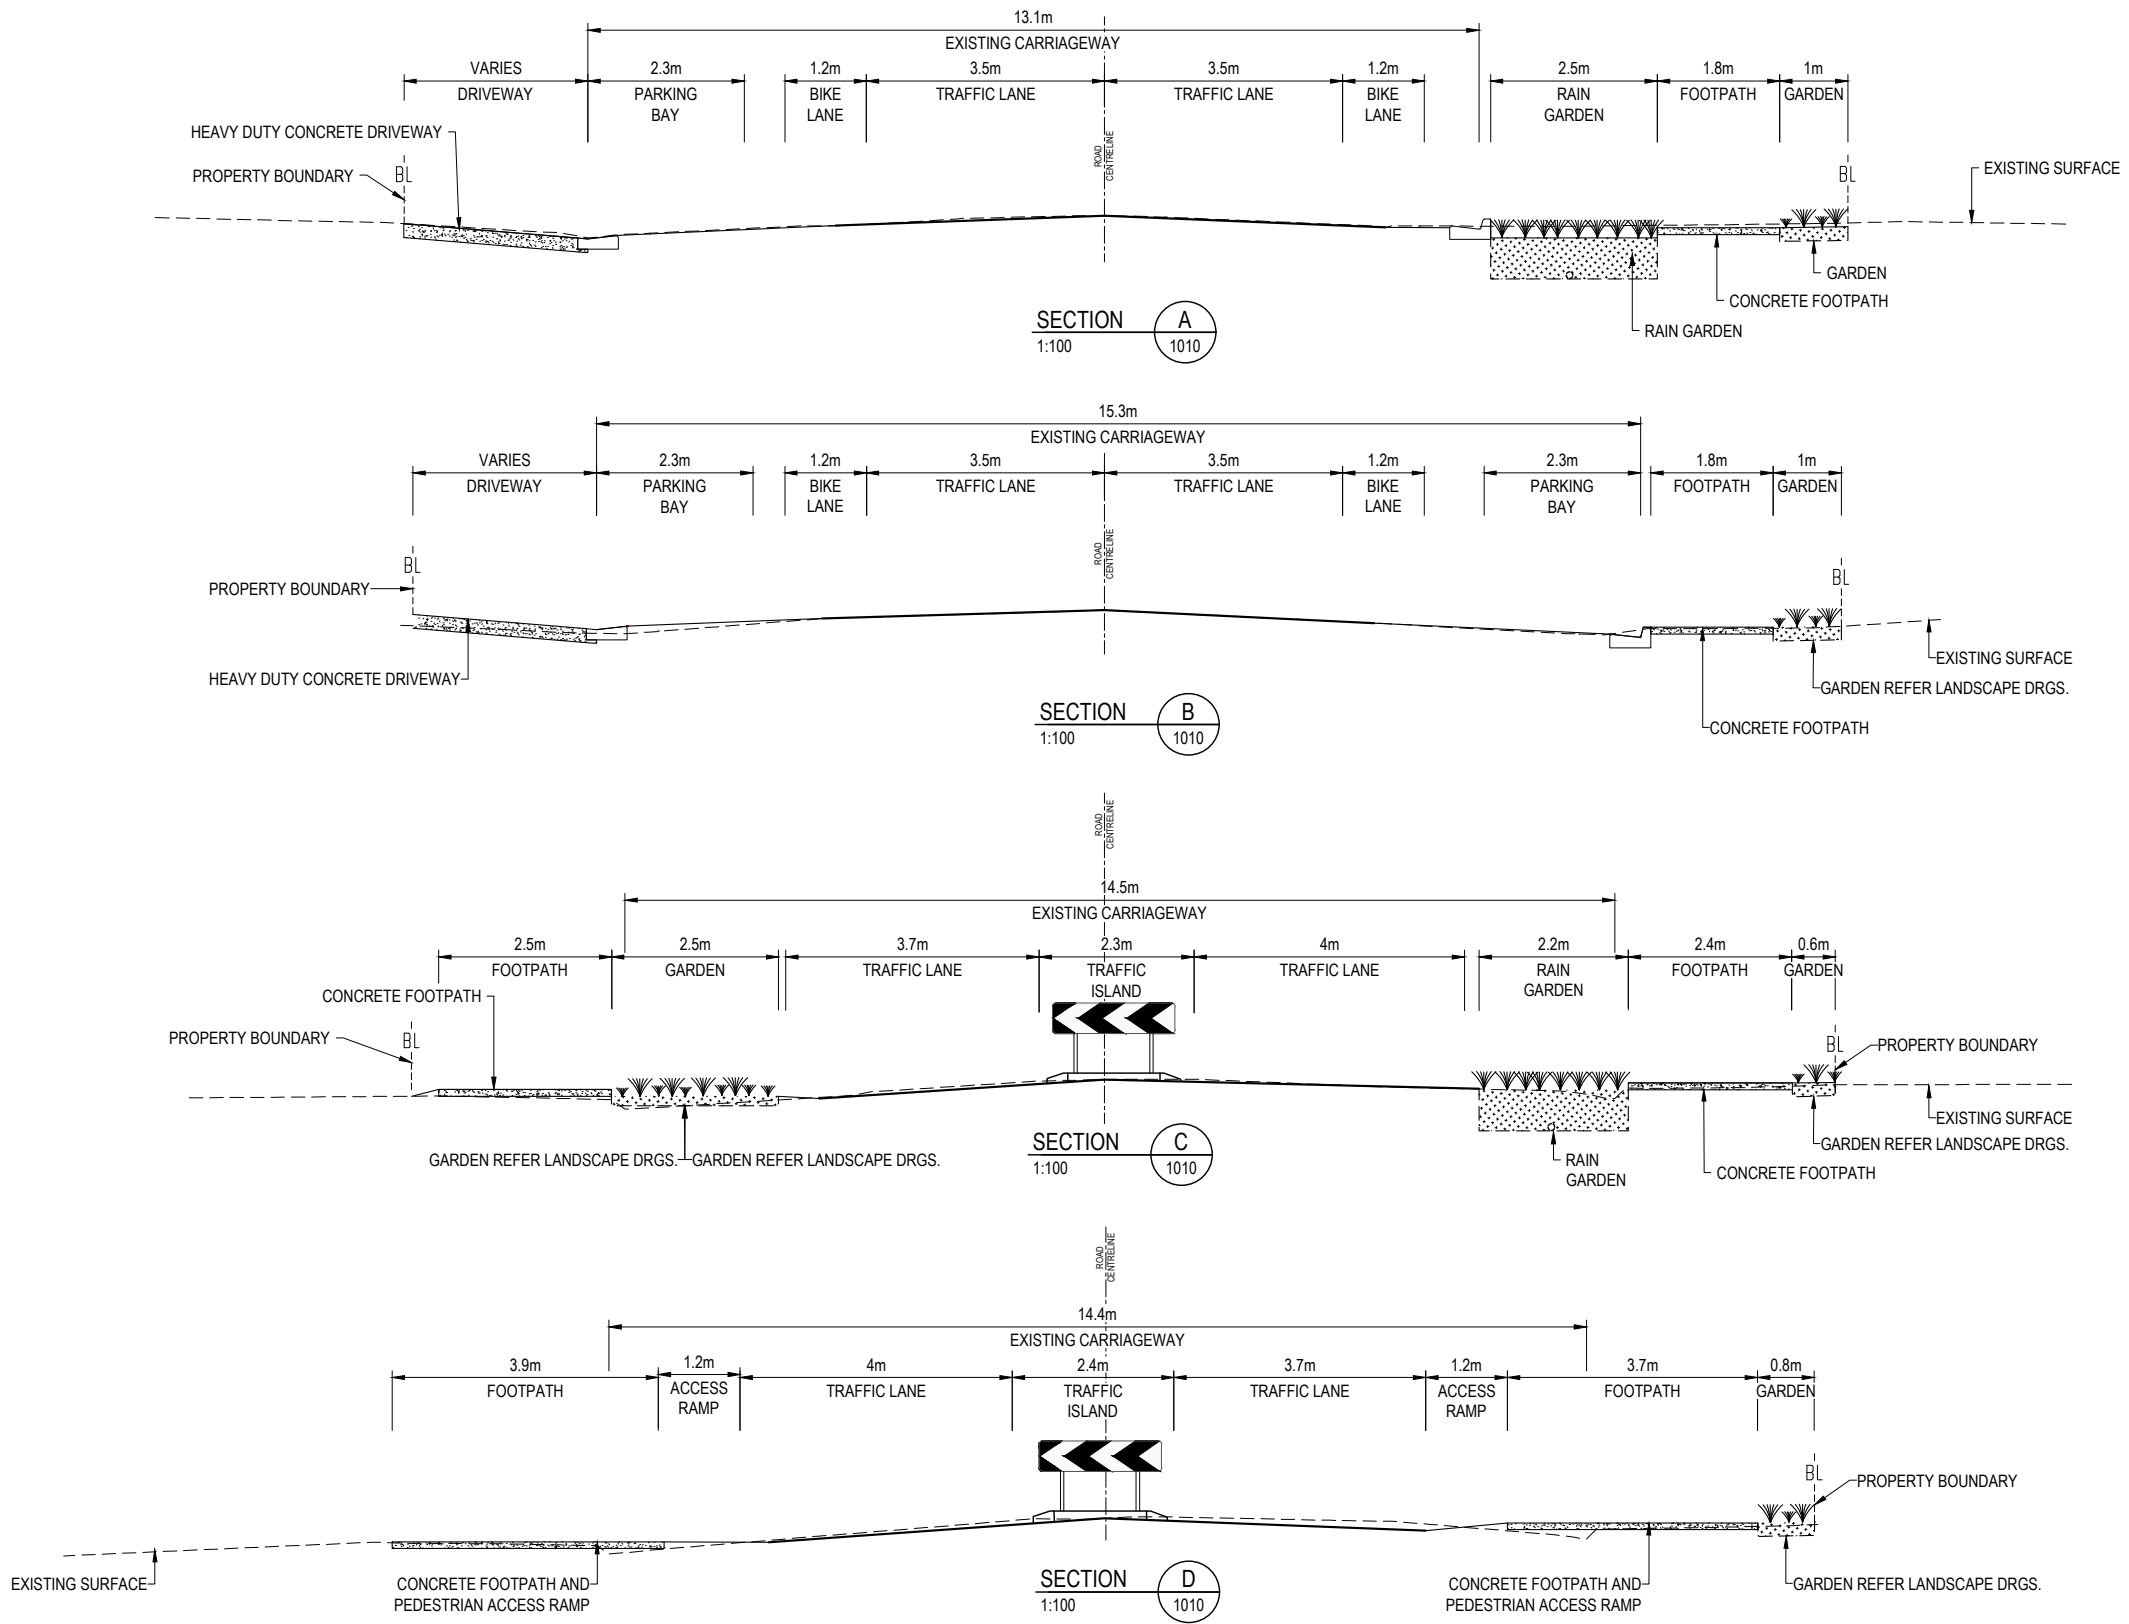 13.1m
EXISTING CARRIAGEWAY
VARIES 2.3m 1.2m 3.5m 3.5m 1.2m 2.5m 1.8m 1m
DRIVEWAY PARKING BIKE TRAFFIC LANE TRAFFIC LANE BIKE RAIN FOOTPATH GARDEN
BAY LANE LANE GARDEN
HEAVY DUTY CONCRETE DRIVEWAY
PROPERTY BOUNDARY
BL
ROAD
CENTRELINE
BL
EXISTING SURFACE
GARDEN
CONCRETE FOOTPATH
RAIN GARDEN
SECTION A
1:100 1010
15.3m
EXISTING CARRIAGEWAY
VARIES 2.3m 1.2m 3.5m 3.5m 1.2m 2.3m 1.8m 1m
DRIVEWAY PARKING BIKE TRAFFIC LANE TRAFFIC LANE BIKE PARKING FOOTPATH GARDEN
BAY LANE LANE BAY
ROAD
CENTRELINE
BL
BL
PROPERTY BOUNDARY
EXISTING SURFACE
HEAVY DUTY CONCRETE DRIVEWAY
GARDEN REFER LANDSCAPE DRGS.
CONCRETE FOOTPATH
SECTION B
1:100 1010
ROAD
CENTRELINE
14.5m
EXISTING CARRIAGEWAY
2.5m 2.5m 3.7m 2.3m 4m 2.2m 2.4m 0.6m
FOOTPATH GARDEN TRAFFIC LANE TRAFFIC TRAFFIC LANE RAIN FOOTPATH GARDEN
ISLAND GARDEN
CONCRETE FOOTPATH
PROPERTY BOUNDARY
BL
BL
PROPERTY BOUNDARY
EXISTING SURFACE
GARDEN REFER LANDSCAPE DRGS.
GARDEN REFER LANDSCAPE DRGS. GARDEN REFER LANDSCAPE DRGS.
RAIN
GARDEN
CONCRETE FOOTPATH
SECTION C
1:100 1010
ROAD
CENTRELINE
14.4m
EXISTING CARRIAGEWAY
3.9m 1.2m 4m 2.4m 3.7m 1.2m 3.7m 0.8m
FOOTPATH ACCESS TRAFFIC LANE TRAFFIC TRAFFIC LANE ACCESS FOOTPATH GARDEN
RAMP ISLAND RAMP
BL
PROPERTY BOUNDARY
EXISTING SURFACE
CONCRETE FOOTPATH AND
PEDESTRIAN ACCESS RAMP
CONCRETE FOOTPATH AND
PEDESTRIAN ACCESS RAMP
GARDEN REFER LANDSCAPE DRGS.
SECTION D
1:100 1010